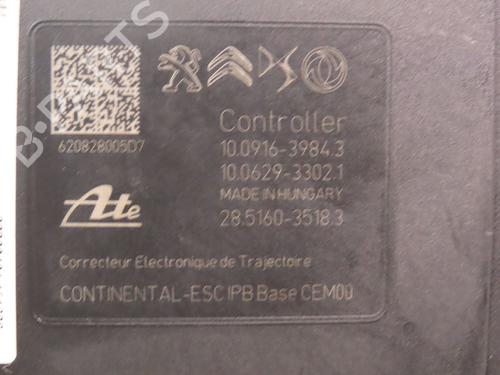 Controller
10.0916-3984.3
10.0629-3302.1
MADE IN HUNGARY
28.5160-3518.3
620828005D7
Ate
Correcteur Electronique de Trajectoire
CONTINENTAL-ESC IPB Base CEM00